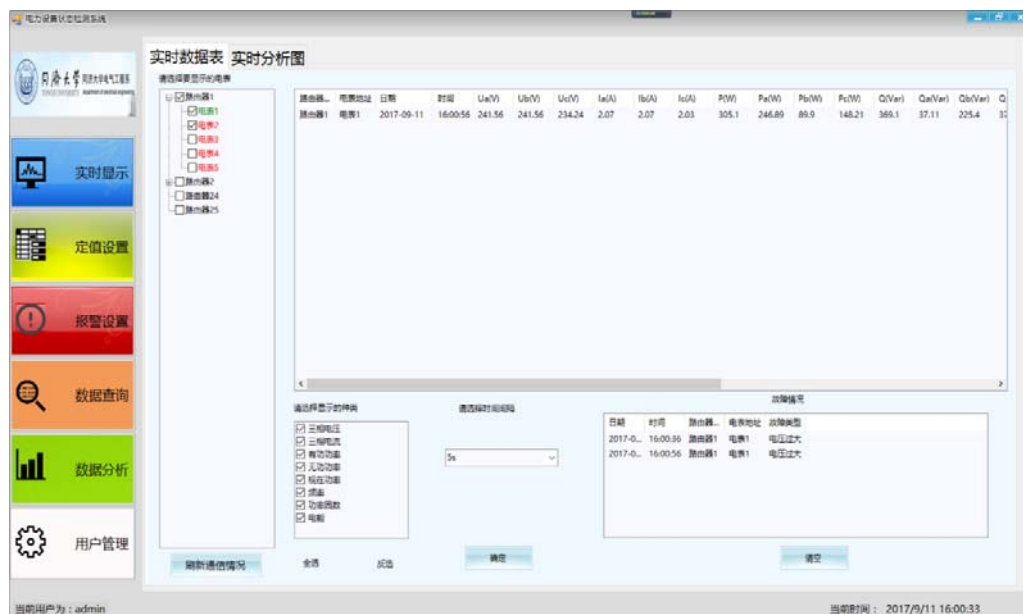 电力设备状态检测系统
同济大学 同济大学电气工程系
实时数据表 实时分析图
请选择要显示的电表
路由器1
电表1
电表2
电表3
电表4
电表5
路由器2
路由器24
路由器25
刷新通信情况
实时显示
定值设置
报警设置
数据查询
数据分析
用户管理
路由器... 电表地址 日期 时间 Ua(V) Ub(V) Uc(V) Ia(A) Ib(A) Ic(A) P(W) Pa(W) Pb(W) Pc(W) Q(Var) Qa(Var) Qb(Var) Q
路由器1 电表1 2017-09-11 16:00:56 241.56 241.56 234.24 2.07 2.07 2.03 305.1 246.89 89.9 148.21 369.1 37.11 225.4 37
请选择显示的种类
三相电压
三相电流
有功功率
无功功率
视在功率
频率
功率因数
电能
全选 反选
请选择时间间隔
5s
确定
故障情况
日期 时间 路由器... 电表地址 故障类型
2017-0... 16:00:36 路由器1 电表1 电压过大
2017-0... 16:00:56 路由器1 电表1 电压过大
清空
当前用户为：admin
当前时间： 2017/9/11 16:00:33